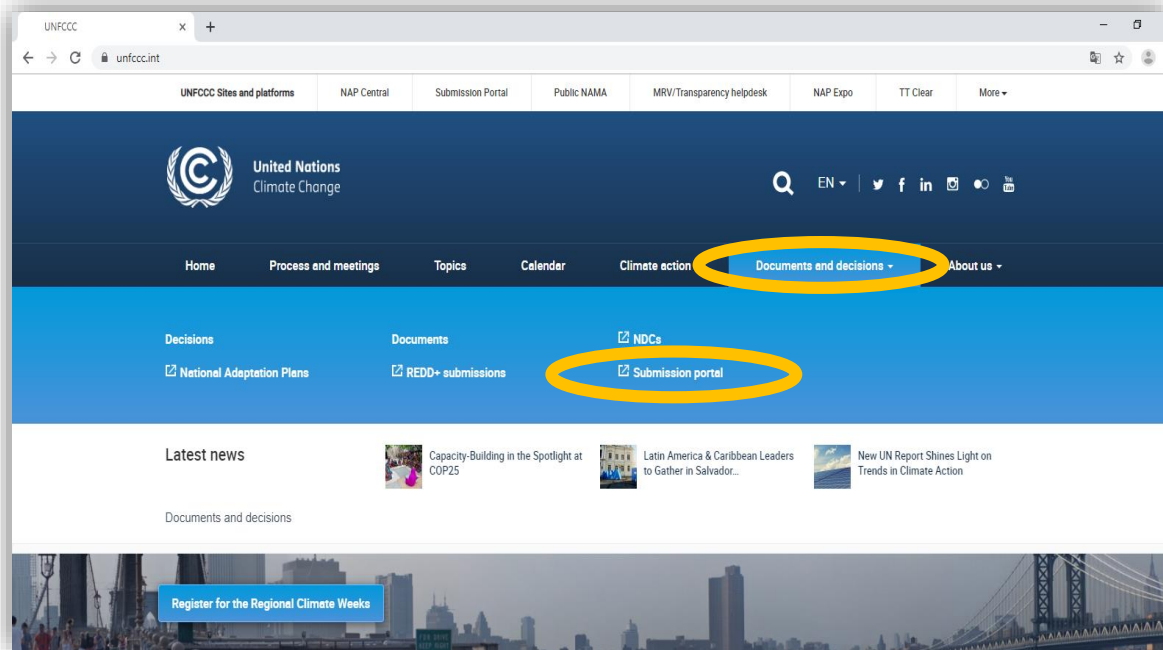 UNFCCC
unfccc.int
UNFCCC Sites and platforms NAP Central Submission Portal Public NAMA MRV/Transparency helpdesk NAP Expo TT Clear More
United Nations
Climate Change
EN
Home Process and meetings Topics Calendar Climate action Documents and decisions About us
Decisions Documents NDCs
National Adaptation Plans REDD+ submissions Submission portal
Latest news
Capacity-Building in the Spotlight at
COP25
Latin America & Caribbean Leaders
to Gather in Salvador...
New UN Report Shines Light on
Trends in Climate Action
Documents and decisions
Register for the Regional Climate Weeks